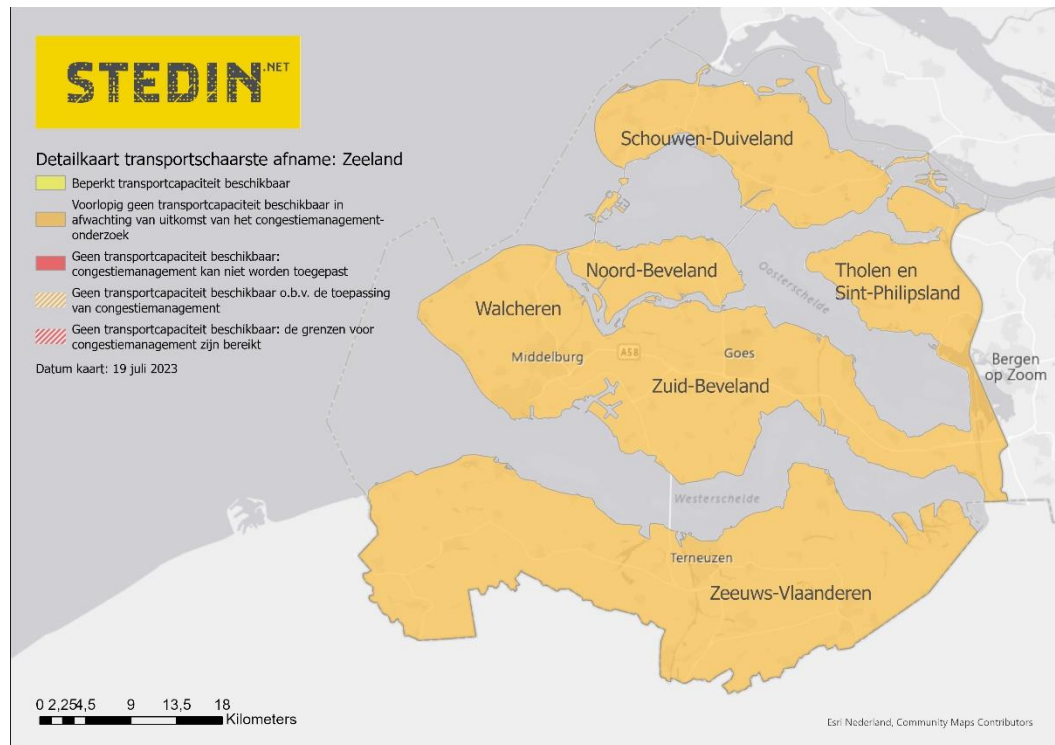 STEDIN.NET
Detailkaart transportschaarste afname: Zeeland
Beperkt transportcapaciteit beschikbaar
Voorlopig geen transportcapaciteit beschikbaar in
afwachting van uitkomst van het congestiemanagement-
onderzoek
Geen transportcapaciteit beschikbaar:
congestiemanagement kan niet worden toegepast
Geen transportcapaciteit beschikbaar o.b.v. de toepassing
van congestiemanagement
Geen transportcapaciteit beschikbaar: de grenzen voor
congestiemanagement zijn bereikt
Datum kaart: 19 juli 2023
Schouwen-Duiveland
Noord-Beveland
Oosterschelde
Tholen en
Sint-Philipsland
Walcheren
Middelburg
A58
Goes
Bergen
op Zoom
Zuid-Beveland
Westerschelde
Terneuzen
Zeeuws-Vlaanderen
0 2,254,5 9 13,5 18
Kilometers
Esri Nederland, Community Maps Contributors